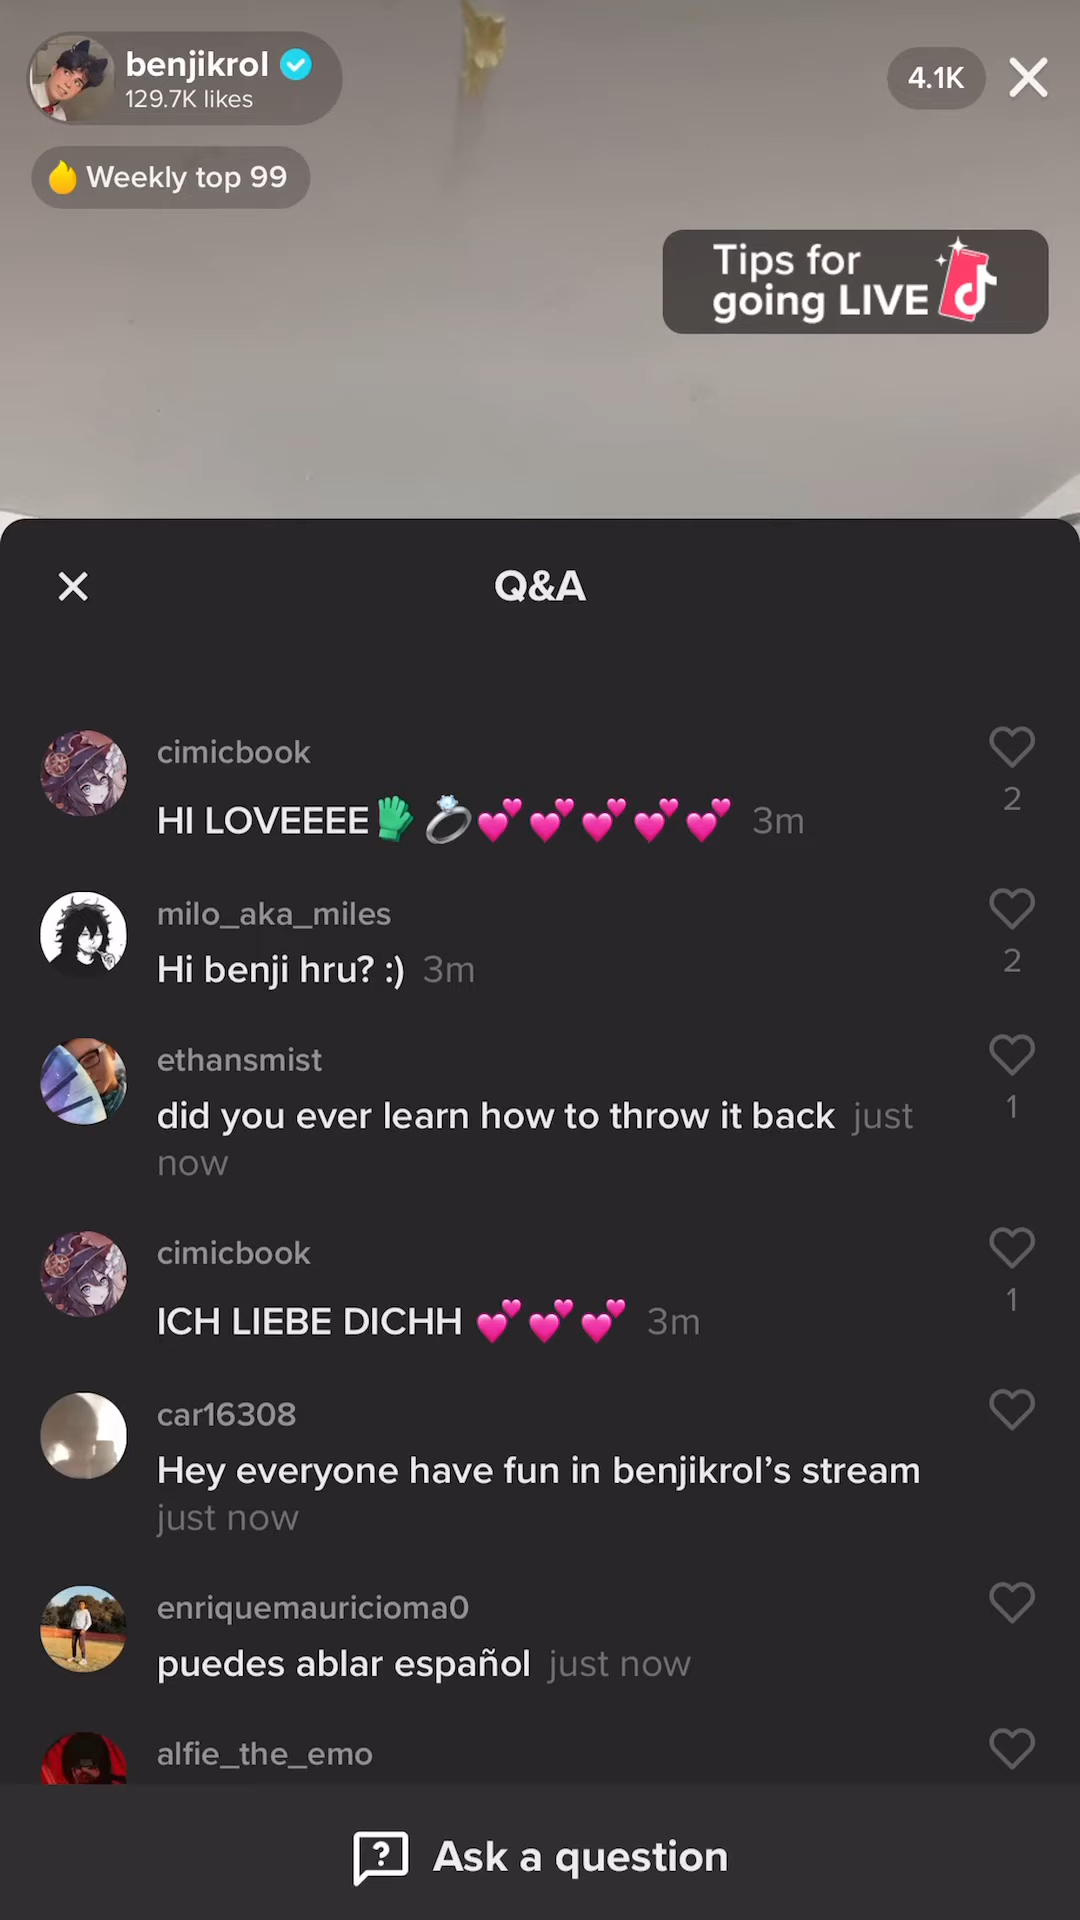 benjikrol
129.7K likes
4.1K
Weekly top 99
Tips for
going LIVE
Q&A
cimicbook
HI LOVEEEE🧤💍💕💕💕💕💕 3m
2
milo_aka_miles
Hi benji hru? :) 3m
2
ethansmist
did you ever learn how to throw it back just
now
1
cimicbook
ICH LIEBE DICHH 💕💕💕 3m
1
car16308
Hey everyone have fun in benjikrol’s stream
just now
enriquemauricioma0
puedes ablar español just now
alfie_the_emo
Ask a question